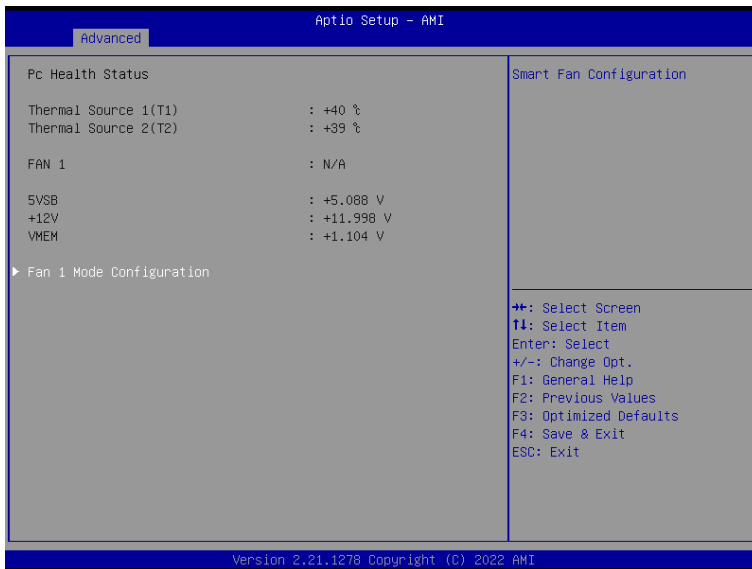 Aptio Setup – AMI
Advanced
Pc Health Status
Thermal Source 1(T1) : +40 ℃
Thermal Source 2(T2) : +39 ℃
FAN 1 : N/A
5VSB : +5.088 V
+12V : +11.998 V
VMEM : +1.104 V
▶ Fan 1 Mode Configuration
Smart Fan Configuration
→←: Select Screen
↑↓: Select Item
Enter: Select
+/-: Change Opt.
F1: General Help
F2: Previous Values
F3: Optimized Defaults
F4: Save & Exit
ESC: Exit
Version 2.21.1278 Copyright (C) 2022 AMI